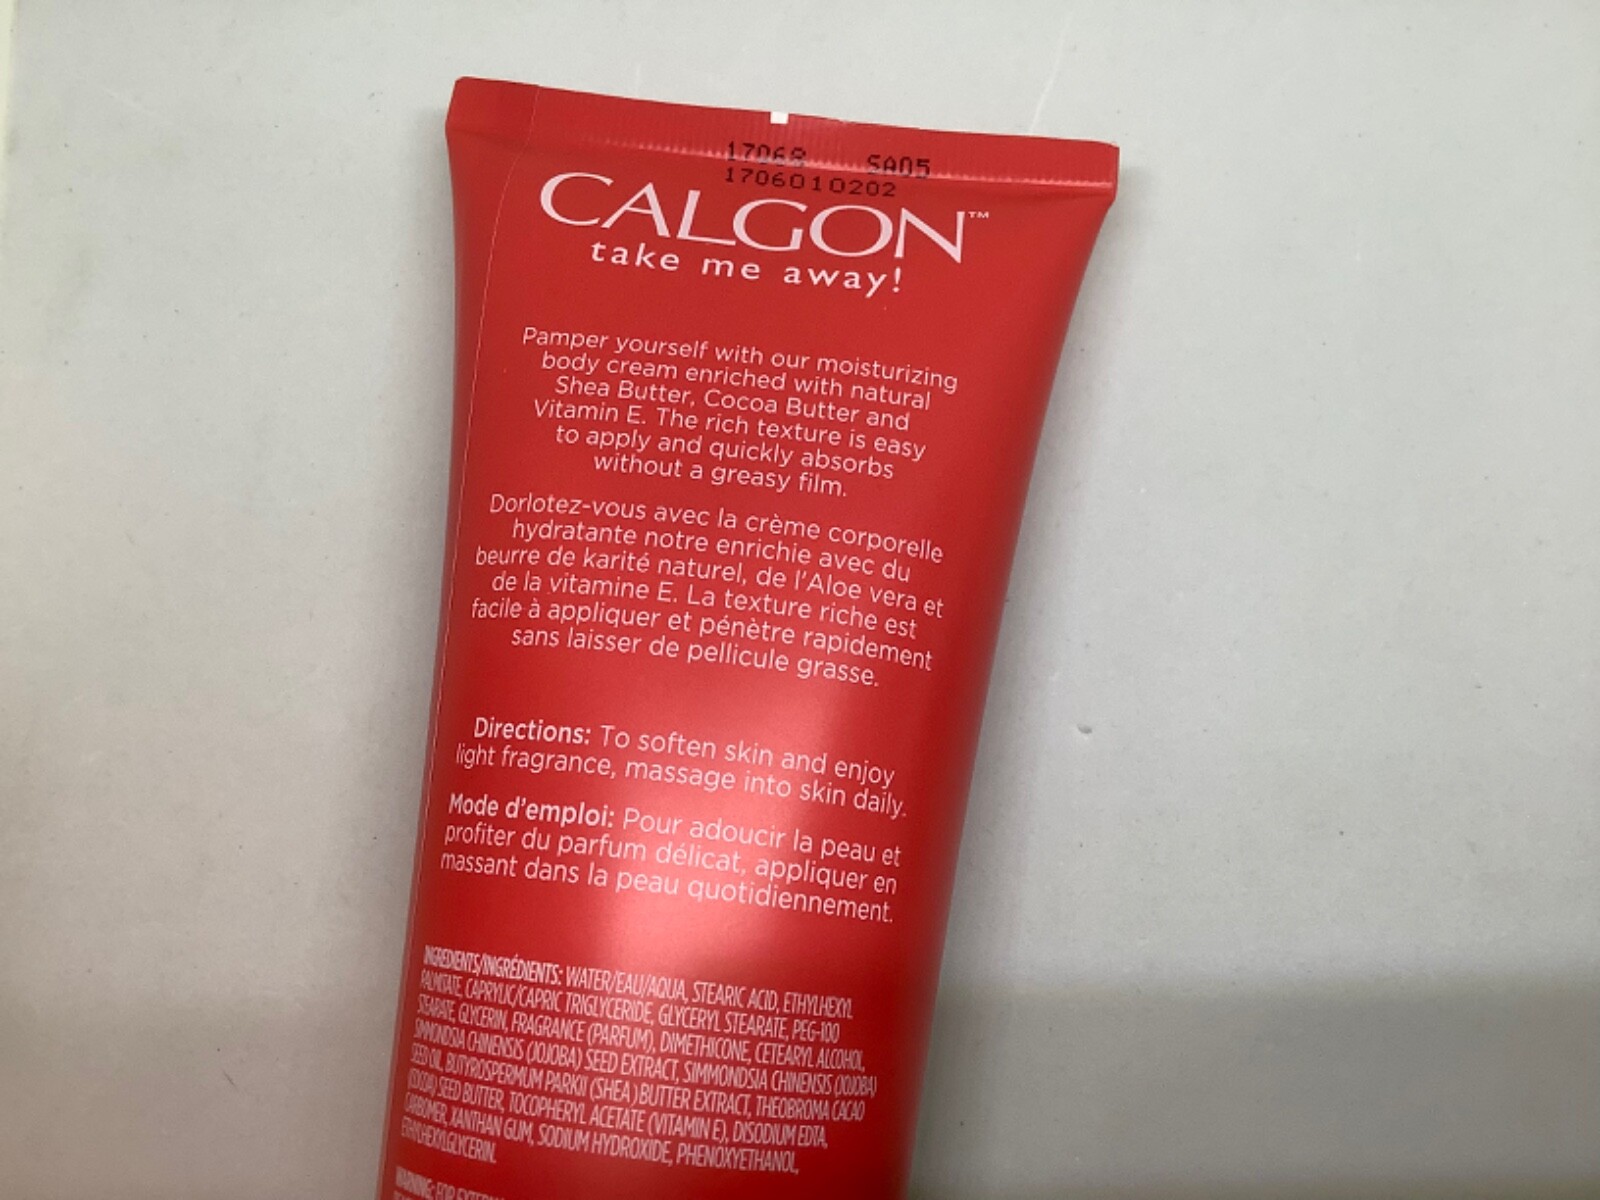 17068 SA05
1706010202
CALGON™
take me away!
Pamper yourself with our moisturizing
body cream enriched with natural
Shea Butter, Cocoa Butter and
Vitamin E. The rich texture is easy
to apply and quickly absorbs
without a greasy film.
Dorlotez-vous avec la crème corporelle
hydratante notre enrichie avec du
beurre de karité naturel, de l'Aloe vera et
de la vitamine E. La texture riche est
facile à appliquer et pénètre rapidement
sans laisser de pellicule grasse.
Directions: To soften skin and enjoy
light fragrance, massage into skin daily.
Mode d'emploi: Pour adoucir la peau et
profiter du parfum délicat, appliquer en
massant dans la peau quotidiennement.
INGREDIENTS/INGRÉDIENTS: WATER/EAU/AQUA, STEARIC ACID, ETHYLHEXYL
PALMITATE, CAPRYLIC/CAPRIC TRIGLYCERIDE, GLYCERYL STEARATE, PEG-100
STEARATE, GLYCERIN, FRAGRANCE (PARFUM), DIMETHICONE, CETEARYL ALCOHOL,
SIMMONDSIA CHINENSIS (JOJOBA) SEED EXTRACT, SIMMONDSIA CHINENSIS (JOJOBA)
SEED OIL, BUTYROSPERMUM PARKII (SHEA) BUTTER EXTRACT, THEOBROMA CACAO
(COCOA) SEED BUTTER, TOCOPHERYL ACETATE (VITAMIN E), DISODIUM EDTA,
CARBOMER, XANTHAN GUM, SODIUM HYDROXIDE, PHENOXYETHANOL,
ETHYLHEXYLGLYCERIN.
WARNING: FOR